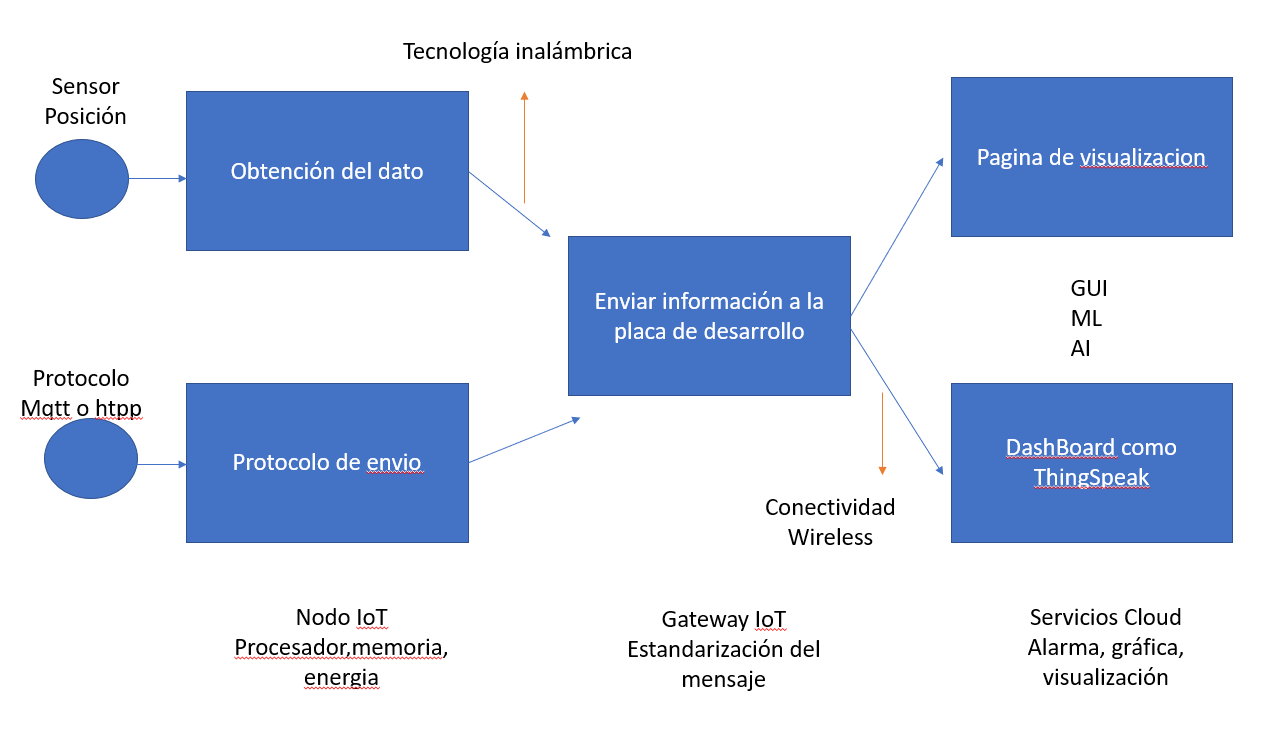 Tecnología inalámbrica
Sensor
Posición
Obtención del dato
Pagina de visualizacion
Enviar información a la
placa de desarrollo
GUI
ML
AI
Protocolo
Mqtt o htpp
Protocolo de envio
DashBoard como
ThingSpeak
Conectividad
Wireless
Nodo IoT
Procesador,memoria,
energia
Gateway IoT
Estandarización del
mensaje
Servicios Cloud
Alarma, gráfica,
visualización